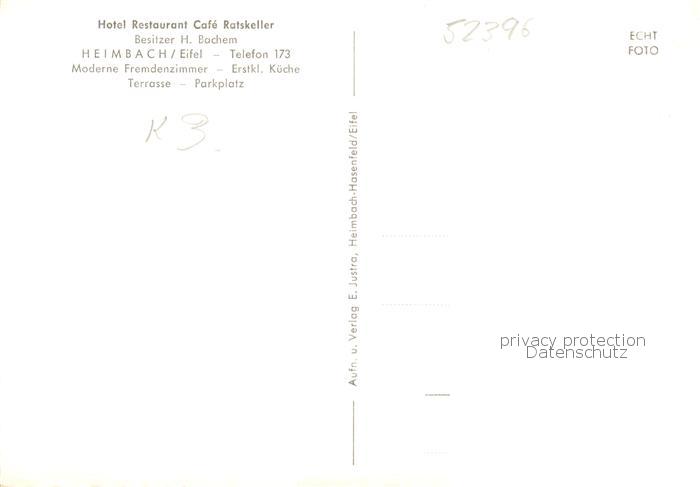 Hotel Restaurant Café Ratskeller
Besitzer H. Bachem
HEIMBACH/Eifel – Telefon 173
Moderne Fremdenzimmer – Erstkl. Küche
Terrasse – Parkplatz
K 3
52396
ECHT
FOTO
Aufn. u. Verlag E. Justra, Heimbach-Hasenfeld/Eifel
privacy protection
Datenschutz